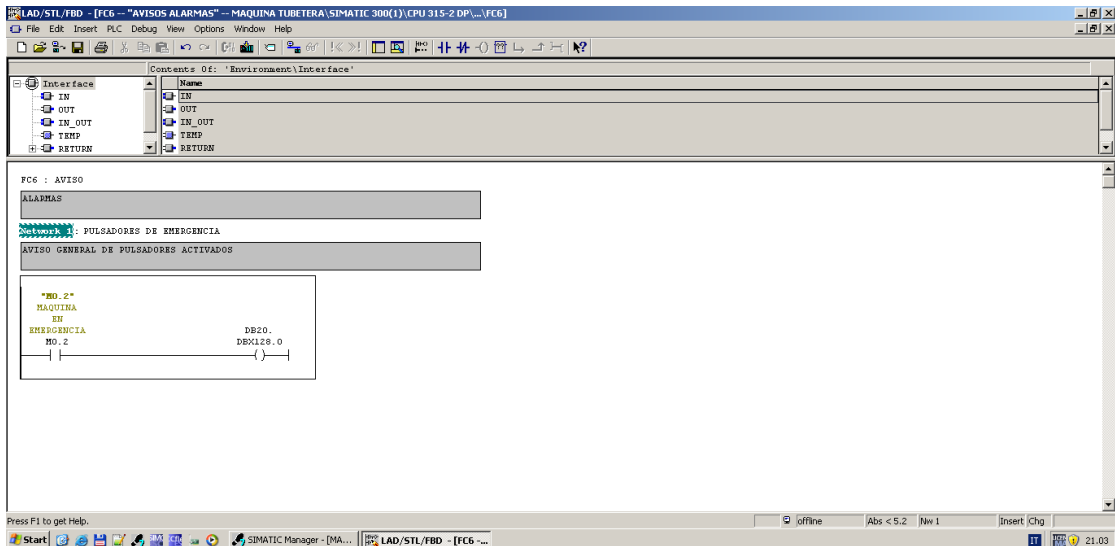 LAD/STL/FBD - [FC6 -- "AVISOS ALARMAS" -- MAQUINA TUBETERA\SIMATIC 300(1)\CPU 315-2 DP\...\FC6]
File Edit Insert PLC Debug View Options Window Help
Contents Of: 'Environment\Interface'
Interface
IN
OUT
IN_OUT
TEMP
RETURN
Name
IN
OUT
IN_OUT
TEMP
RETURN
FC6 : AVISO
ALARMAS
Network 1: PULSADORES DE EMERGENCIA
AVISO GENERAL DE PULSADORES ACTIVADOS
"M0.2"
MAQUINA
EN
EMERGENCIA
M0.2
DB20.
DBX128.0
Press F1 to get Help.
offline
Abs < 5.2
Nw 1
Insert
Chg
Start
SIMATIC Manager - [MA...
LAD/STL/FBD - [FC6 -...
IT
21.03